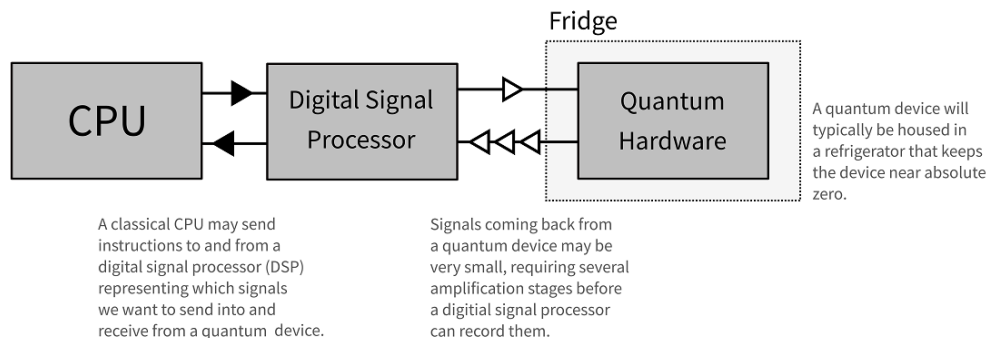 Fridge
CPU
Digital Signal
Processor
Quantum
Hardware
A quantum device will
typically be housed in
a refrigerator that keeps
the device near absolute
zero.
A classical CPU may send
instructions to and from a
digital signal processor (DSP)
representing which signals
we want to send into and
receive from a quantum device.
Signals coming back from
a quantum device may be
very small, requiring several
amplification stages before
a digitial signal processor
can record them.